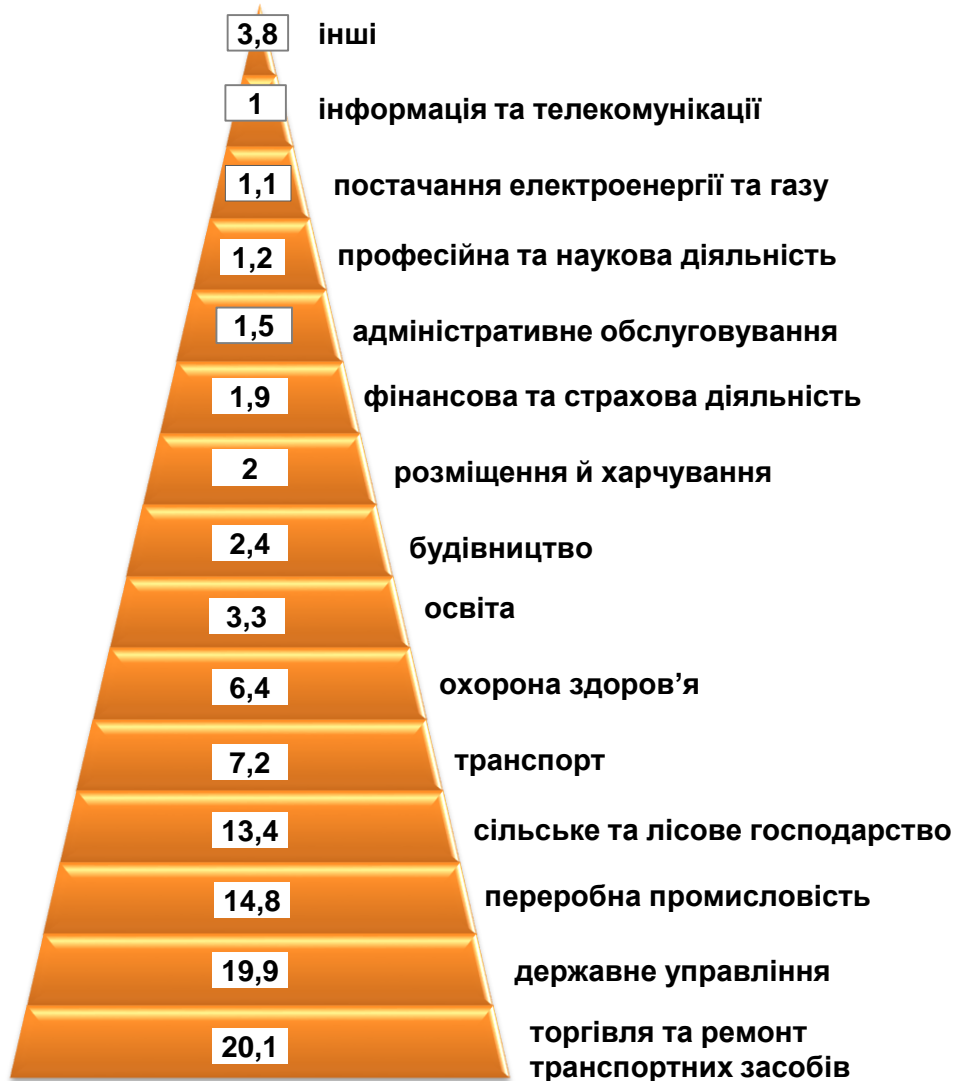 3,8 інші
1 інформація та телекомунікації
1,1 постачання електроенергії та газу
1,2 професійна та наукова діяльність
1,5 адміністративне обслуговування
1,9 фінансова та страхова діяльність
2 розміщення й харчування
2,4 будівництво
3,3 освіта
6,4 охорона здоров’я
7,2 транспорт
13,4 сільське та лісове господарство
14,8 переробна промисловість
19,9 державне управління
20,1 торгівля та ремонт
транспортних засобів